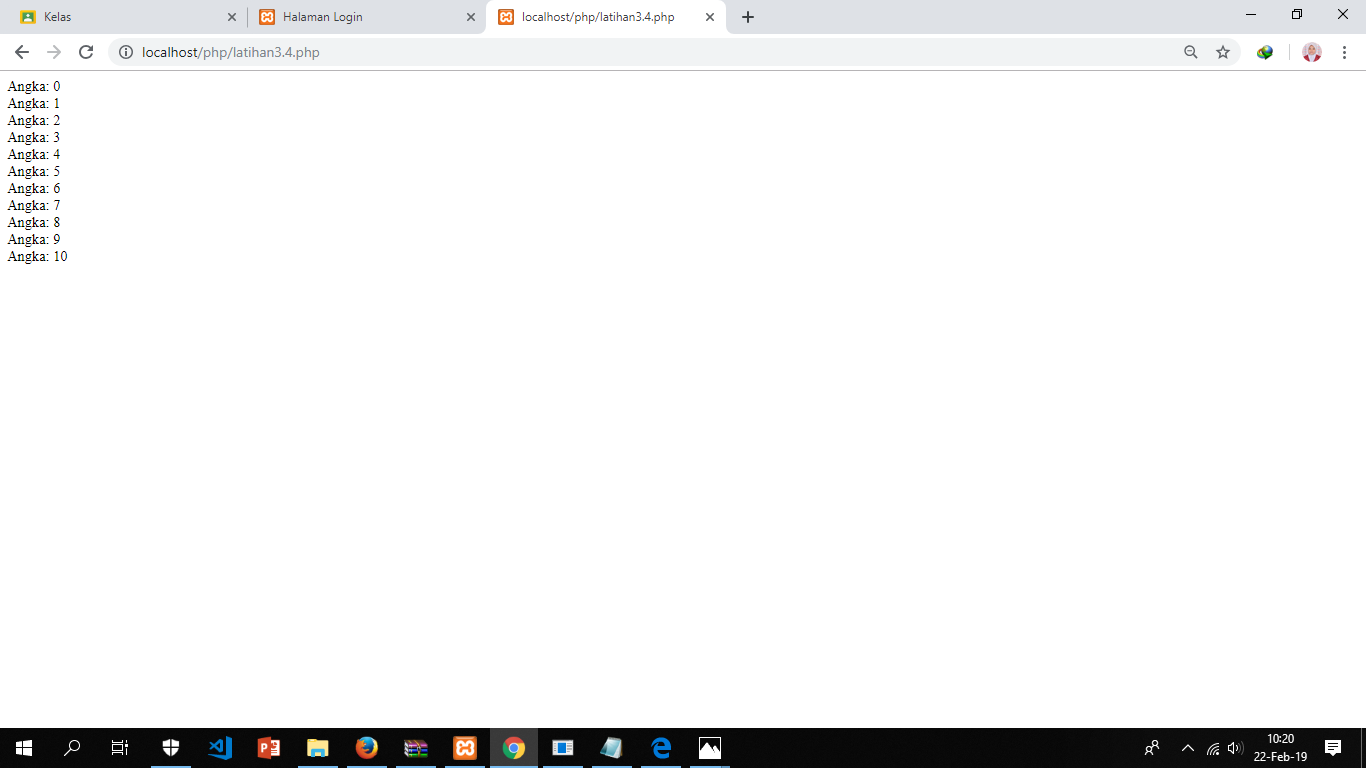 Kelas
Halaman Login
localhost/php/latihan3.4.php
localhost/php/latihan3.4.php
Angka: 0
Angka: 1
Angka: 2
Angka: 3
Angka: 4
Angka: 5
Angka: 6
Angka: 7
Angka: 8
Angka: 9
Angka: 10
10:20
22-Feb-19